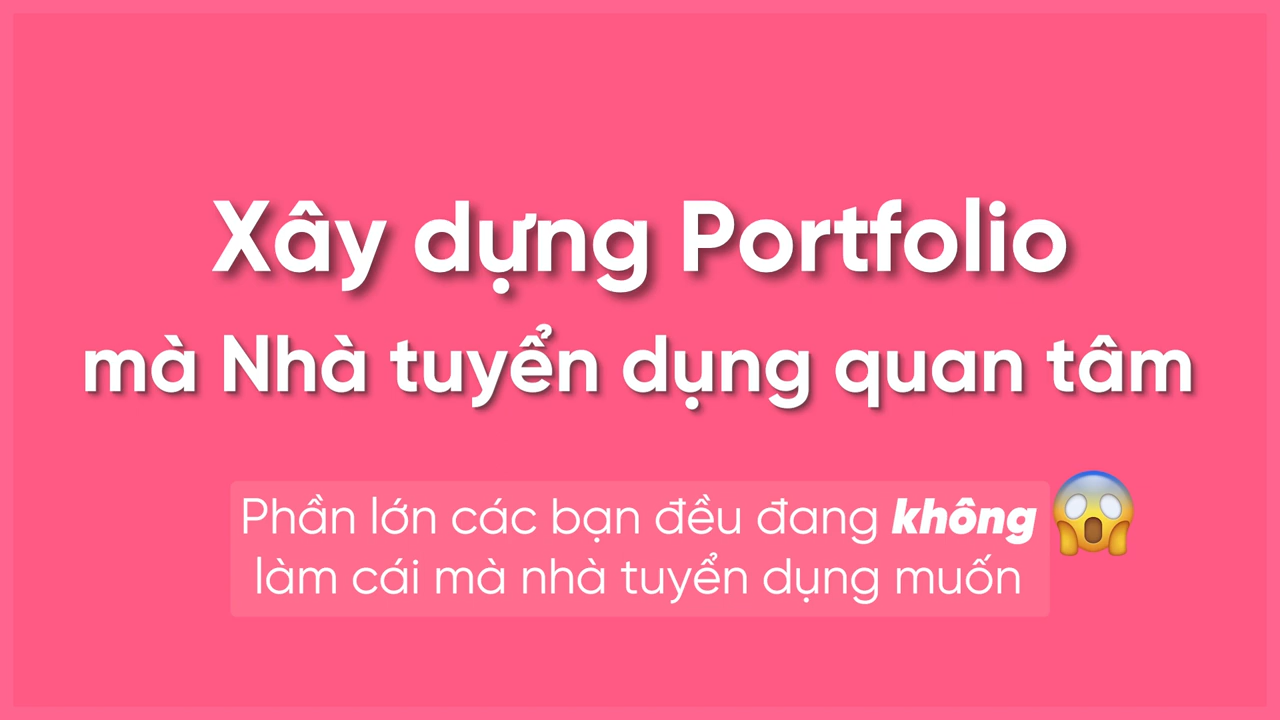 Xây dựng Portfolio
mà Nhà tuyển dụng quan tâm
Phần lớn các bạn đều đang không
làm cái mà nhà tuyển dụng muốn